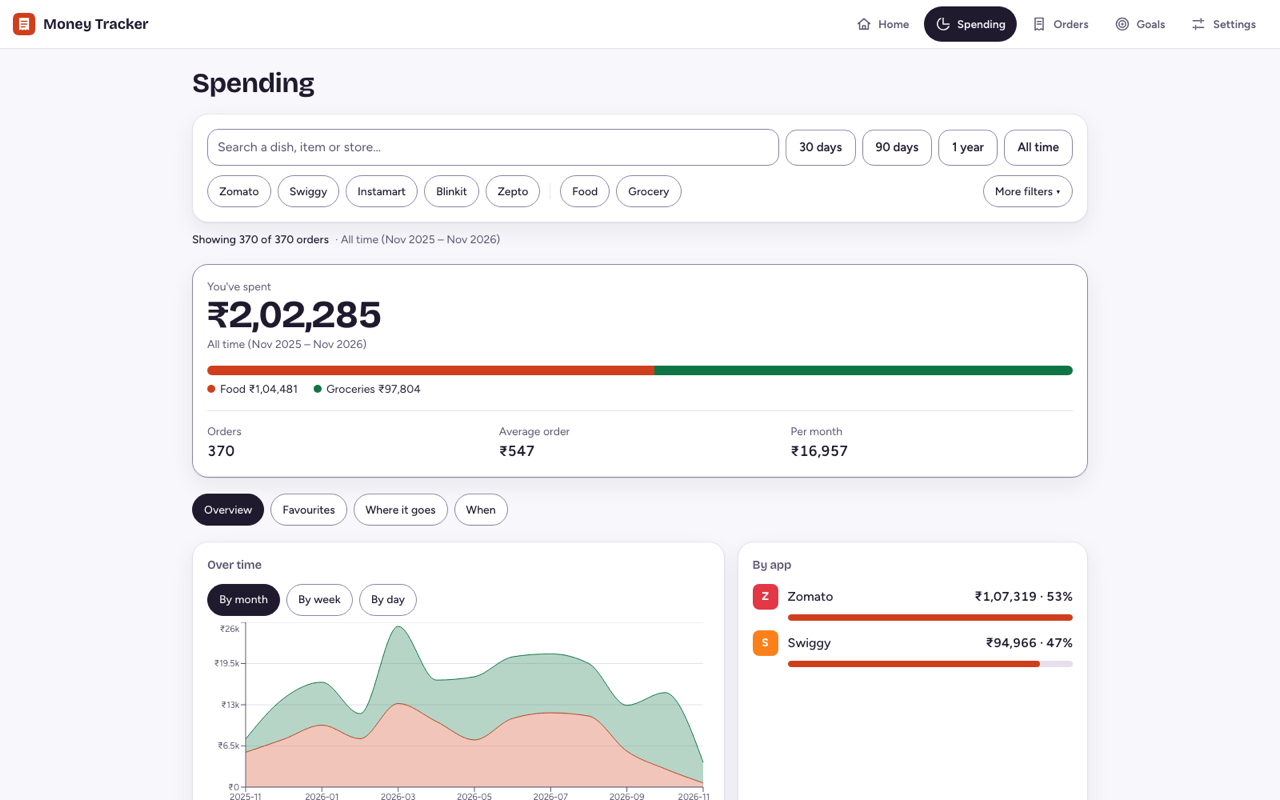 Money Tracker
Home
Spending
Orders
Goals
Settings
Spending
Search a dish, item or store...
30 days
90 days
1 year
All time
Zomato
Swiggy
Instamart
Blinkit
Zepto
Food
Grocery
More filters ▾
Showing 370 of 370 orders · All time (Nov 2025 – Nov 2026)
You've spent
₹2,02,285
All time (Nov 2025 – Nov 2026)
Food ₹1,04,481
Groceries ₹97,804
Orders
370
Average order
₹547
Per month
₹16,957
Overview
Favourites
Where it goes
When
Over time
By month
By week
By day
₹26k
₹19.5k
₹13k
₹6.5k
₹0
2025-11
2026-01
2026-03
2026-05
2026-07
2026-09
2026-11
By app
Z
Zomato
₹1,07,319 · 53%
S
Swiggy
₹94,966 · 47%